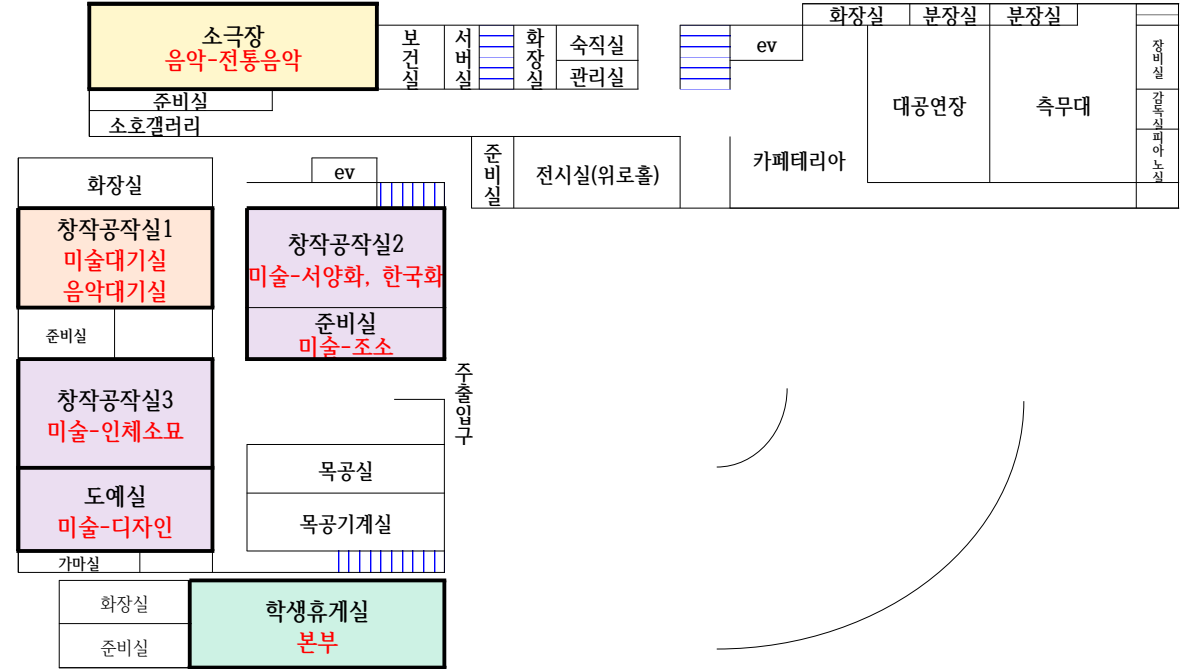 소극장
음악-전통음악
보건실
서버실
화장실
숙직실
관리실
ev
화장실
분장실
분장실
장비실
감독실
피아노실
대공연장
측무대
준비실
소호갤러리
준비실
전시실(위로홀)
카페테리아
화장실
ev
창작공작실1
미술대기실
음악대기실
창작공작실2
미술-서양화, 한국화
준비실
준비실
미술-조소
주출입구
창작공작실3
미술-인체소묘
목공실
도예실
미술-디자인
목공기계실
가마실
화장실
준비실
학생휴게실
본부